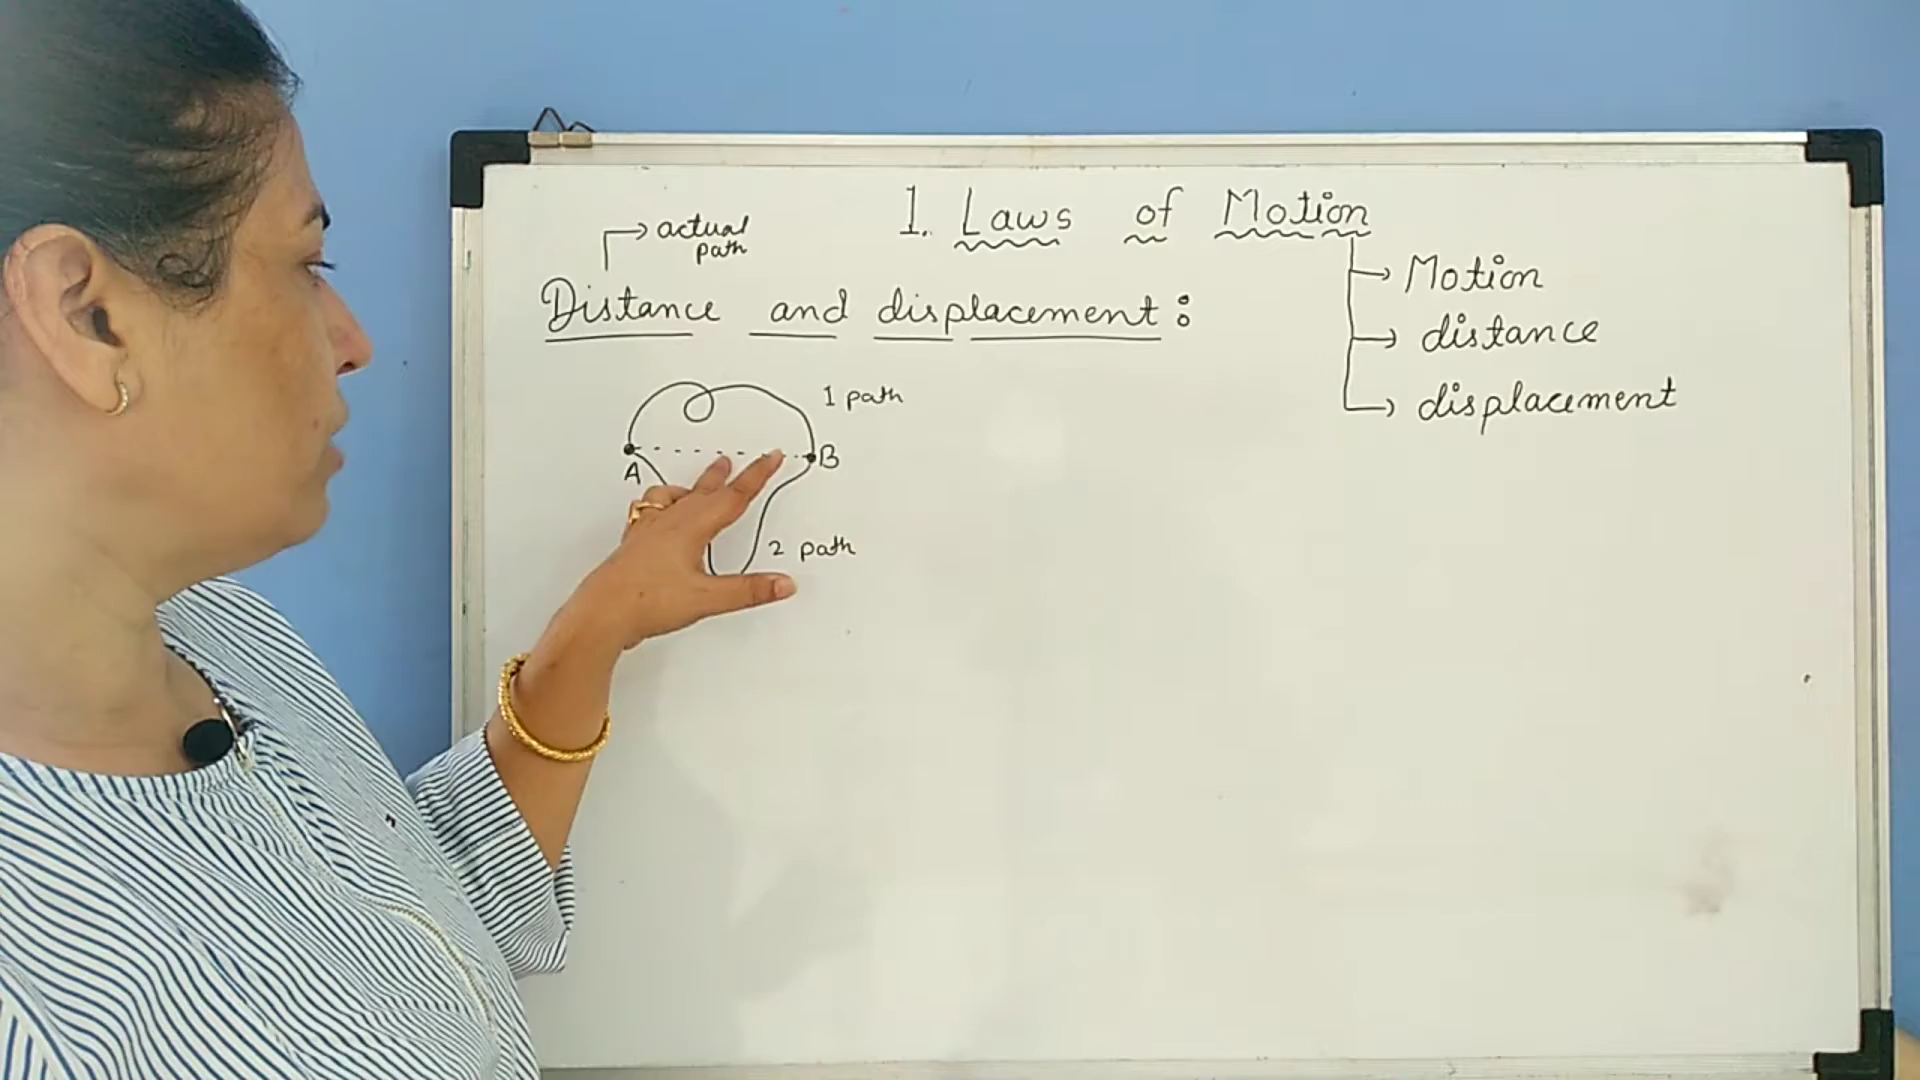 1. Laws of Motion
actual
path
Distance and displacement :
Motion
distance
displacement
1 path
A
B
2 path